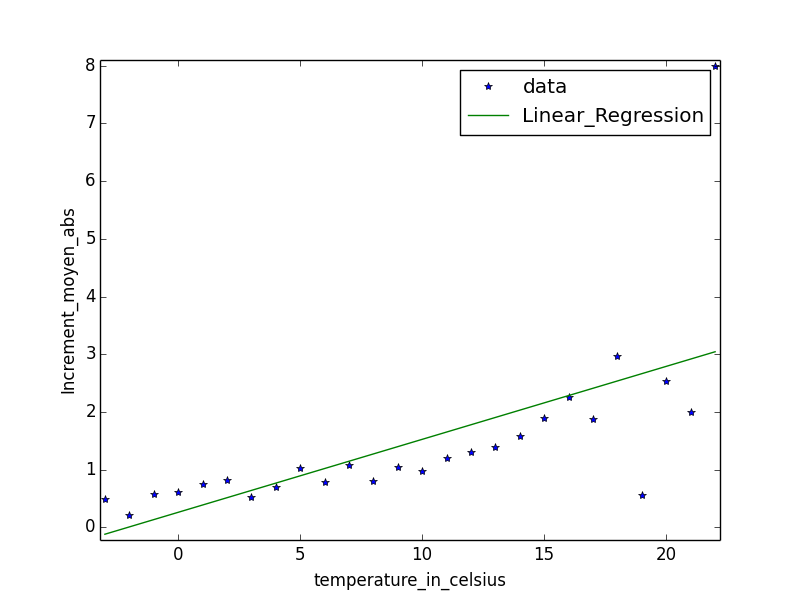 data
Linear_Regression
8
7
6
5
4
3
2
1
0
Increment_moyen_abs
0 5 10 15 20
temperature_in_celsius